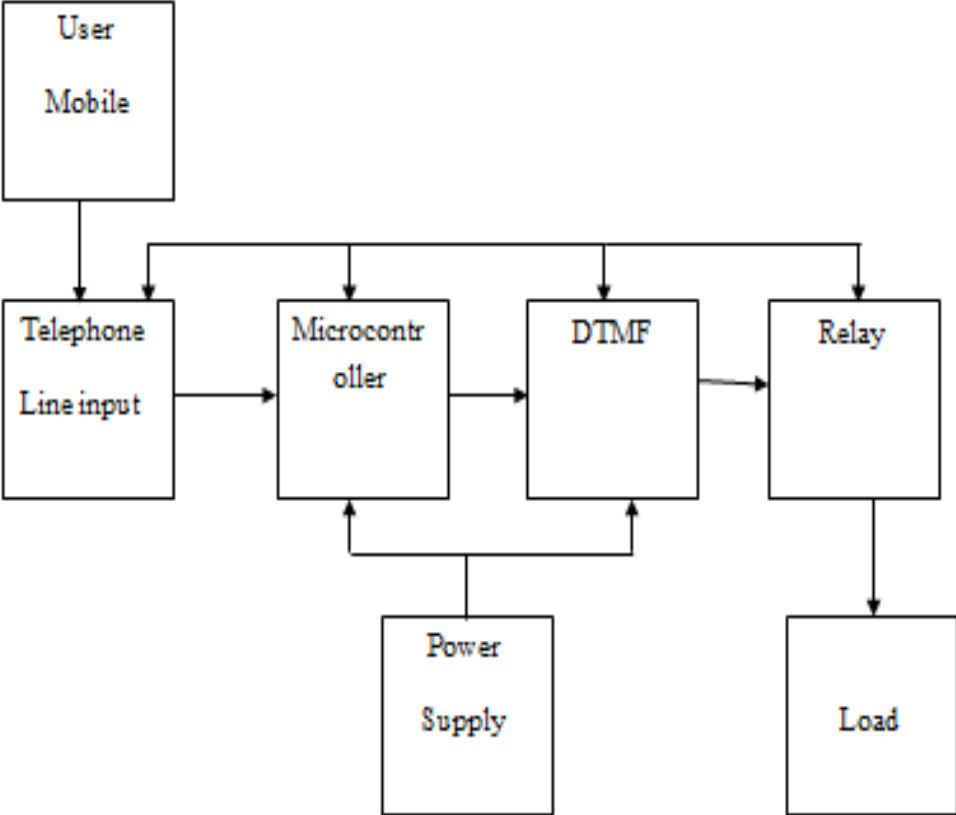 User
Mobile
Telephone
Line input
Microcontr
oller
DTMF
Relay
Power
Supply
Load